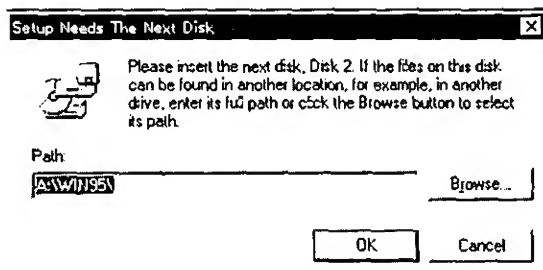 Setup Needs The Next Disk
Please insert the next disk, Disk 2. If the files on this disk
can be found in another location, for example, in another
drive, enter its full path or click the Browse button to select
its path.
Path:
A:\WIN95\
Browse...
OK
Cancel